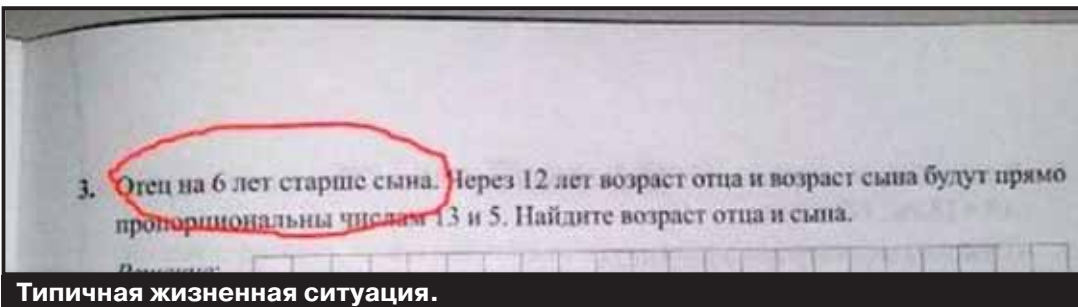 3. Отец на 6 лет старше сына. Через 12 лет возраст отца и возраст сына будут прямо
пропорциональны числам 13 и 5. Найдите возраст отца и сына.
Решение:
Типичная жизненная ситуация.